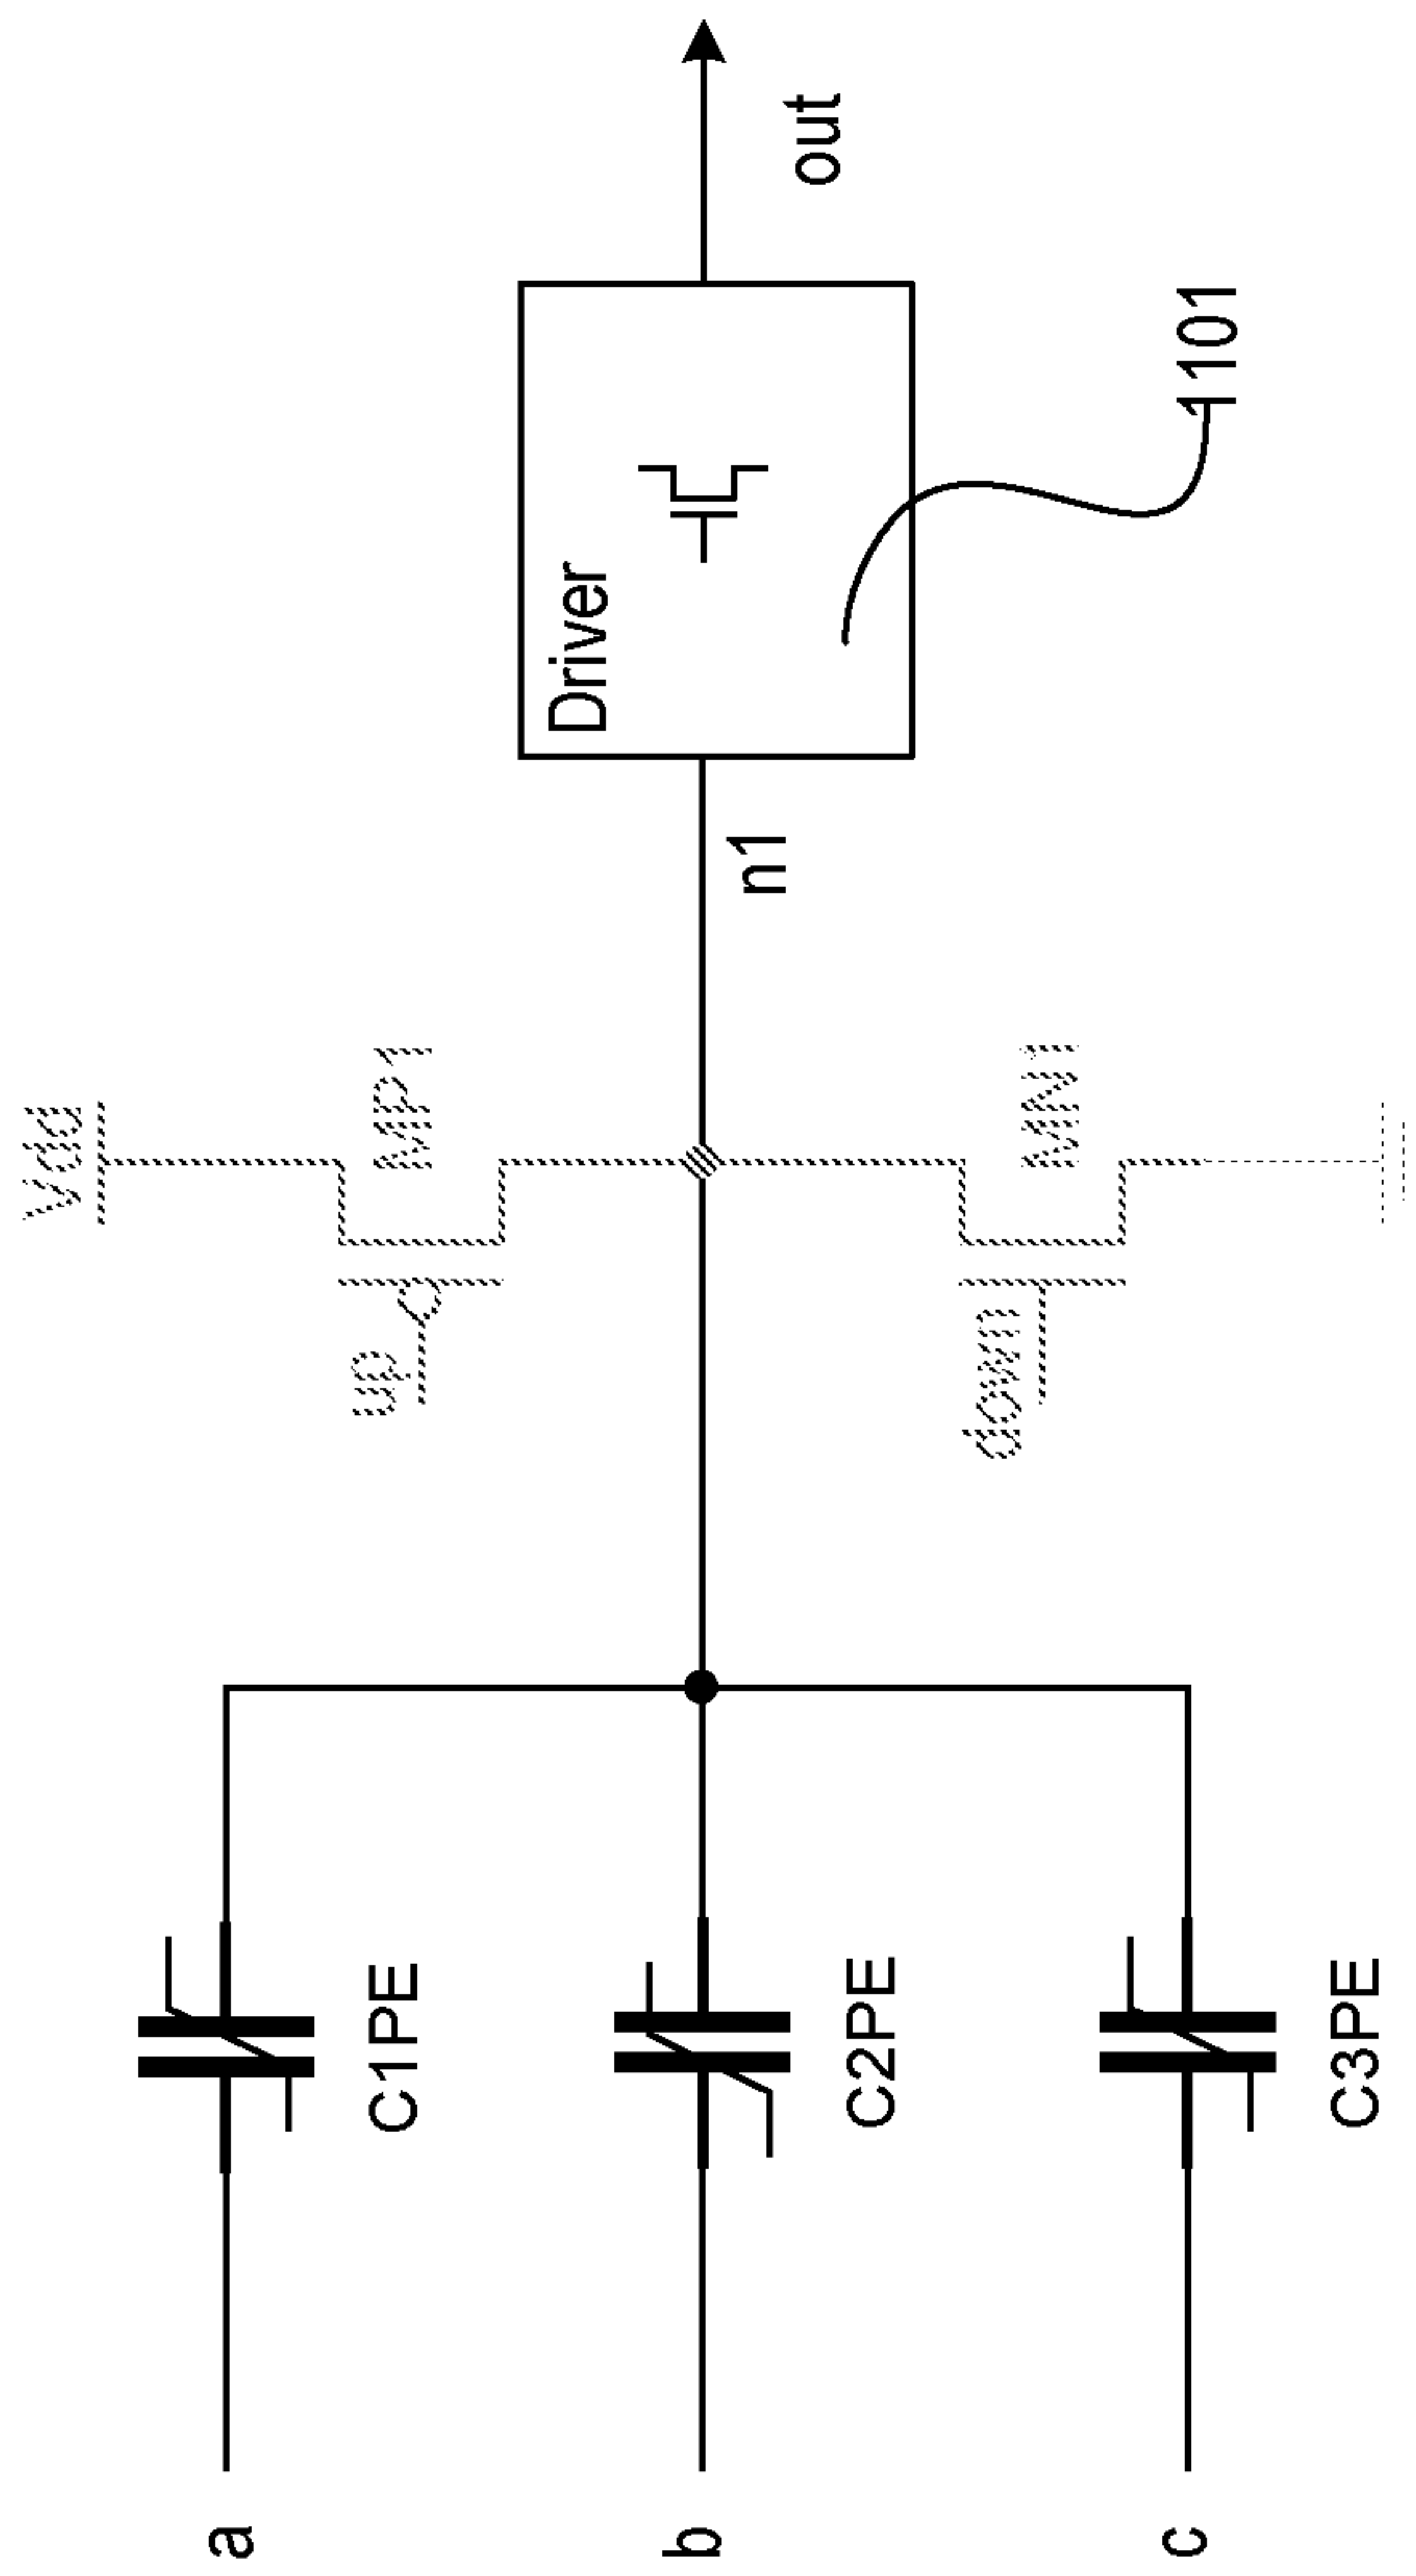 a
b
c
C1PE
C2PE
C3PE
Vdd
up
MP1
down
MN1
n1
Driver
1101
out